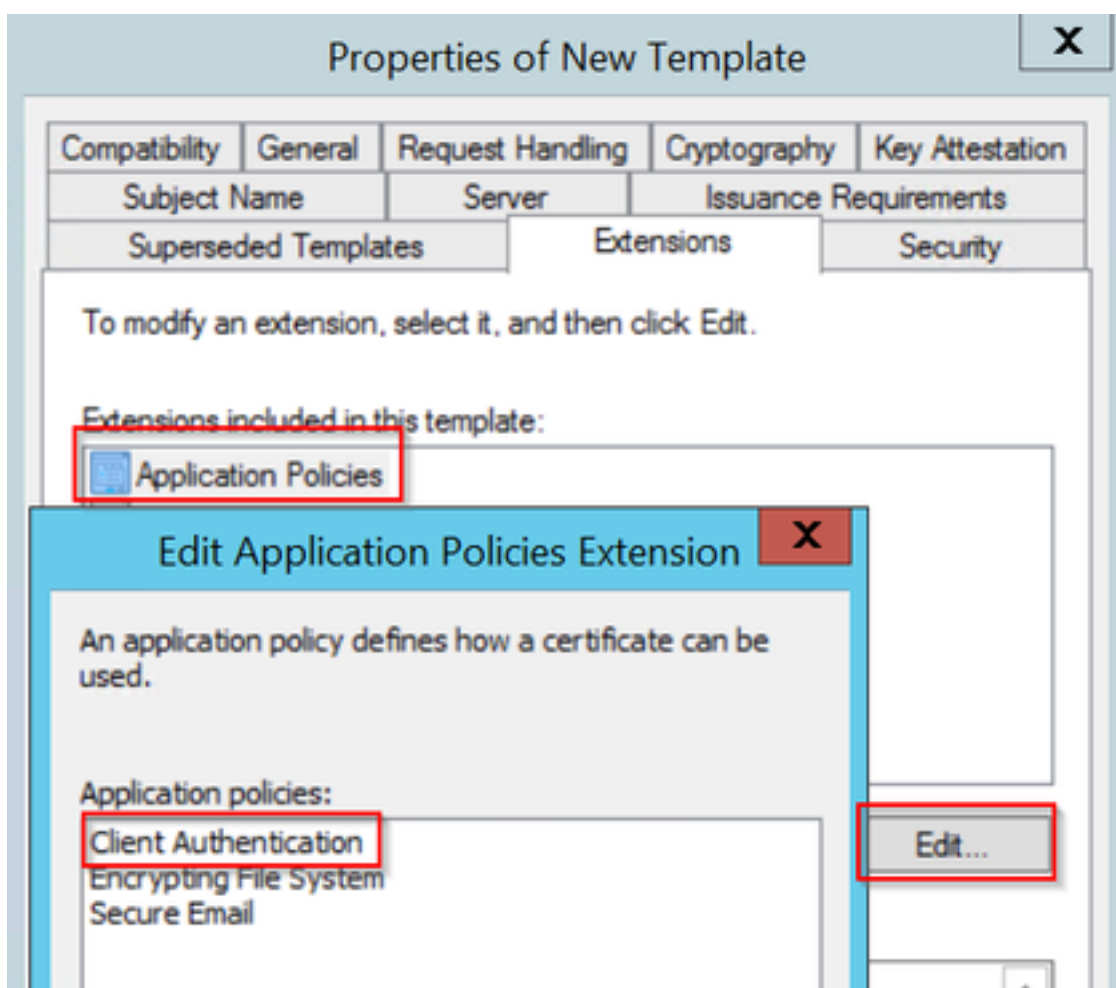 Properties of New Template
X
Compatibility General Request Handling Cryptography Key Attestation
Subject Name Server Issuance Requirements
Superseded Templates Extensions Security
To modify an extension, select it, and then click Edit.
Extensions included in this template:
Application Policies
Edit Application Policies Extension
X
An application policy defines how a certificate can be
used.
Application policies:
Client Authentication
Edit...
Encrypting File System
Secure Email